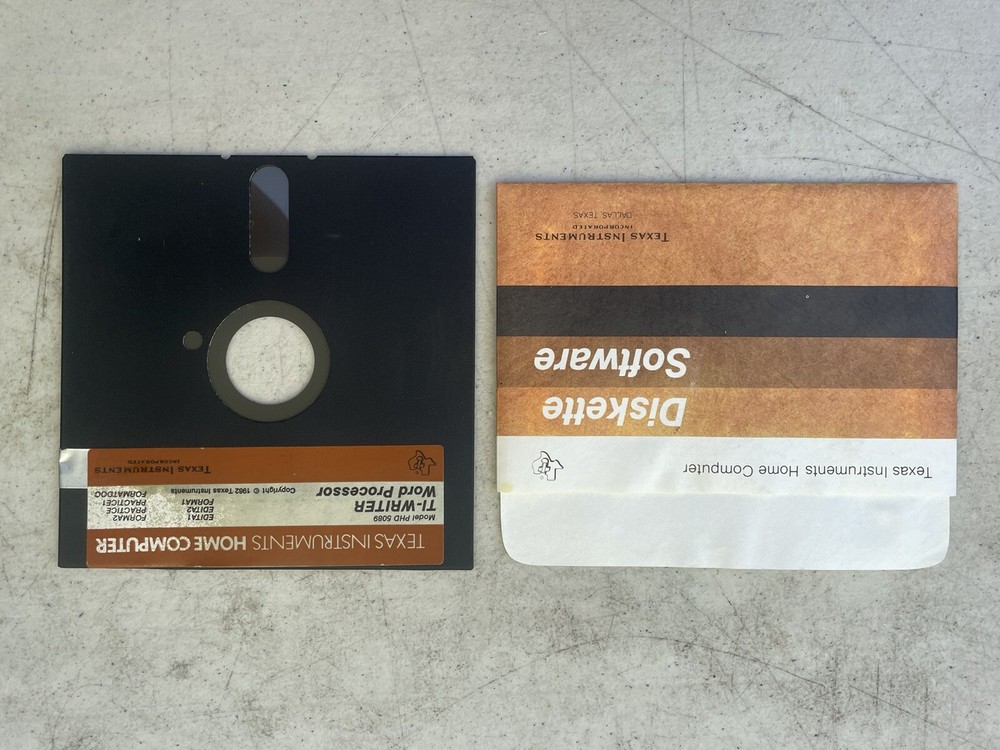 TEXAS INSTRUMENTS HOME COMPUTER
Model PHD 5089
TI-WRITER
Word Processor
Copyright © 1982 Texas Instruments
EDITA1
EDITA2
FORMA1
FORMA2
PRACTICE
PRACTICE1
FORMATDOC
TEXAS INSTRUMENTS
INCORPORATED
Texas Instruments Home Computer
Diskette
Software
TEXAS INSTRUMENTS
INCORPORATED
DALLAS, TEXAS